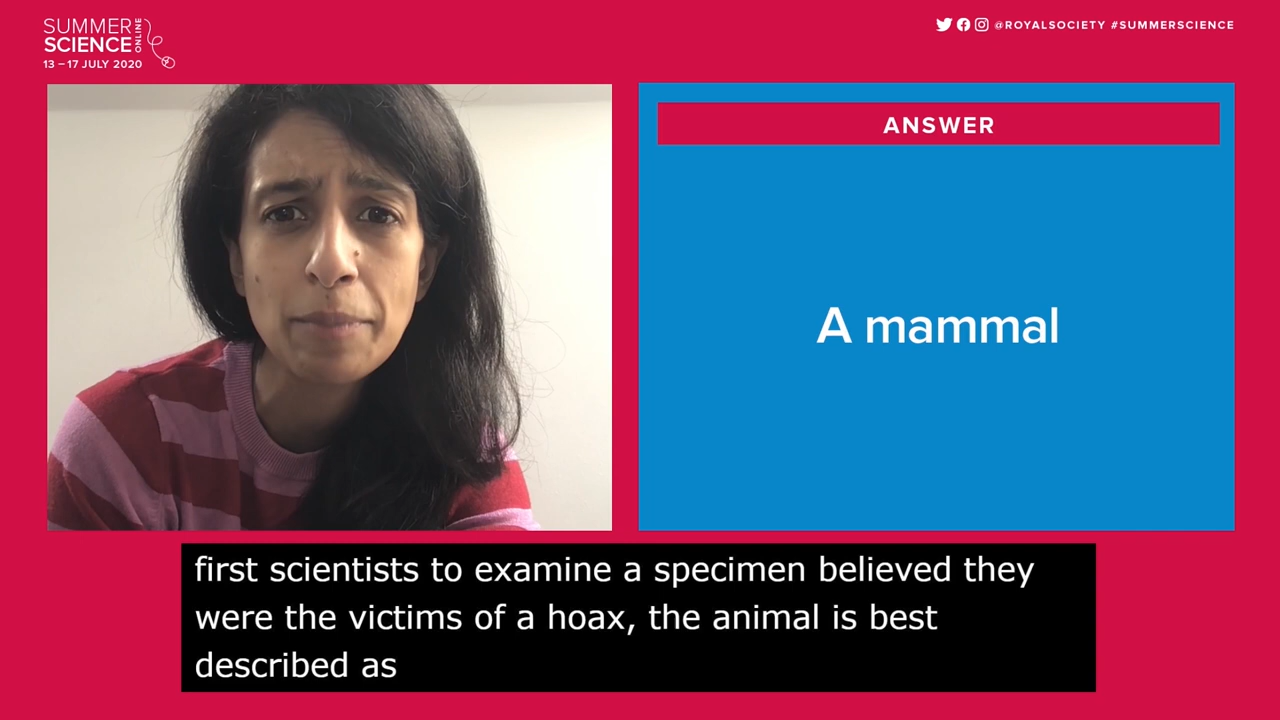 SUMMER
SCIENCE
ONLINE
13 – 17 JULY 2020
@ROYALSOCIETY #SUMMERSCIENCE
ANSWER
A mammal
first scientists to examine a specimen believed they
were the victims of a hoax, the animal is best
described as